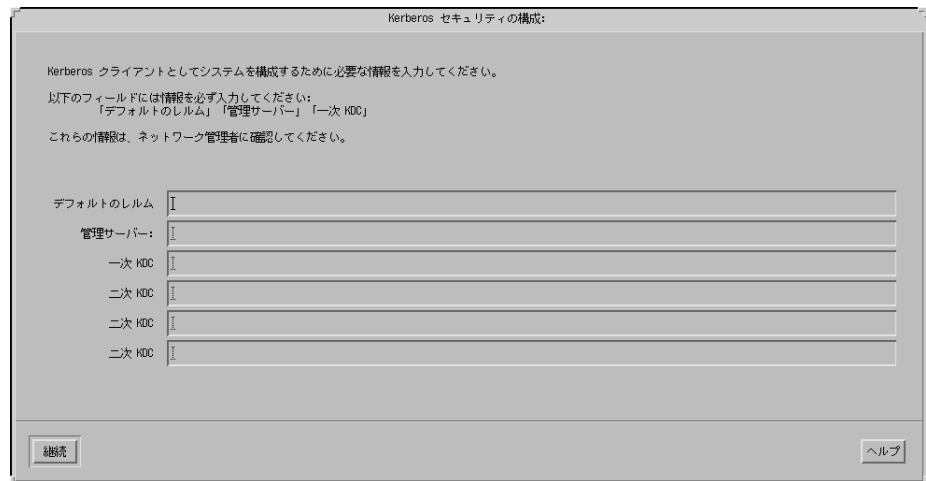 Kerberos セキュリティの構成:
Kerberos クライアントとしてシステムを構成するために必要な情報を入力してください。
以下のフィールドには情報を必ず入力してください:
「デフォルトのレルム」「管理サーバー」「一次 KDC」
これらの情報は、ネットワーク管理者に確認してください。
デフォルトのレルム
管理サーバー:
一次 KDC
二次 KDC
二次 KDC
二次 KDC
継続
ヘルプ